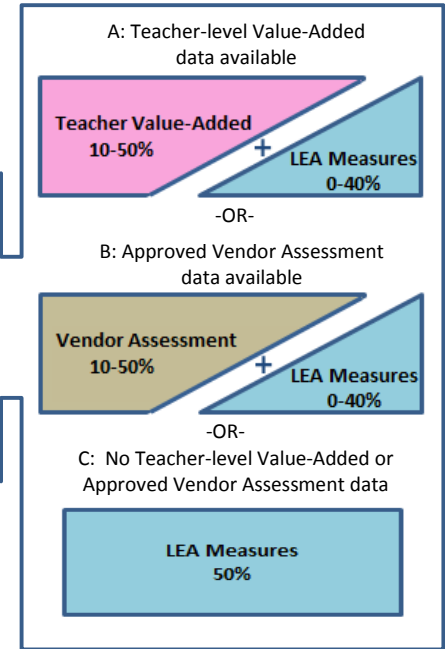 A: Teacher-level Value-Added
data available
Teacher Value-Added
10-50%
+
LEA Measures
0-40%
-OR-
B: Approved Vendor Assessment
data available
Vendor Assessment
10-50%
+
LEA Measures
0-40%
-OR-
C: No Teacher-level Value-Added or
Approved Vendor Assessment data
LEA Measures
50%